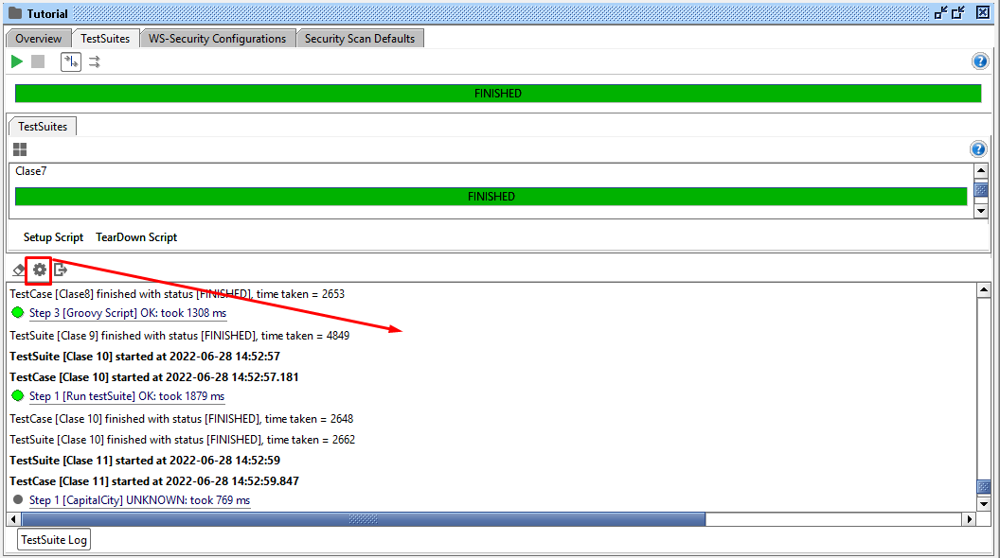 Tutorial
Overview TestSuites WS-Security Configurations Security Scan Defaults
?
FINISHED
TestSuites
?
Clase7
FINISHED
Setup Script TearDown Script
TestCase [Clase8] finished with status [FINISHED], time taken = 2653
Step 3 [Groovy Script] OK: took 1308 ms
TestSuite [Clase 9] finished with status [FINISHED], time taken = 4849
TestSuite [Clase 10] started at 2022-06-28 14:52:57
TestCase [Clase 10] started at 2022-06-28 14:52:57.181
Step 1 [Run testSuite] OK: took 1879 ms
TestCase [Clase 10] finished with status [FINISHED], time taken = 2648
TestSuite [Clase 10] finished with status [FINISHED], time taken = 2662
TestSuite [Clase 11] started at 2022-06-28 14:52:59
TestCase [Clase 11] started at 2022-06-28 14:52:59.847
Step 1 [CapitalCity] UNKNOWN: took 769 ms
TestSuite Log